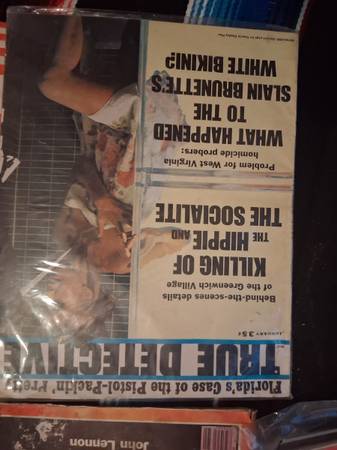 Florida's Case of the Pistol-Packin'
TRUE DETECTIVE
JANUARY 35¢
Behind-the-scenes details
of the Greenwich Village
KILLING OF
THE HIPPIE AND
THE SOCIALITE
Problem for West Virginia
homicide probers:
WHAT HAPPENED
TO THE
SLAIN BRUNETTE'S
WHITE BIKINI?
John Lennon